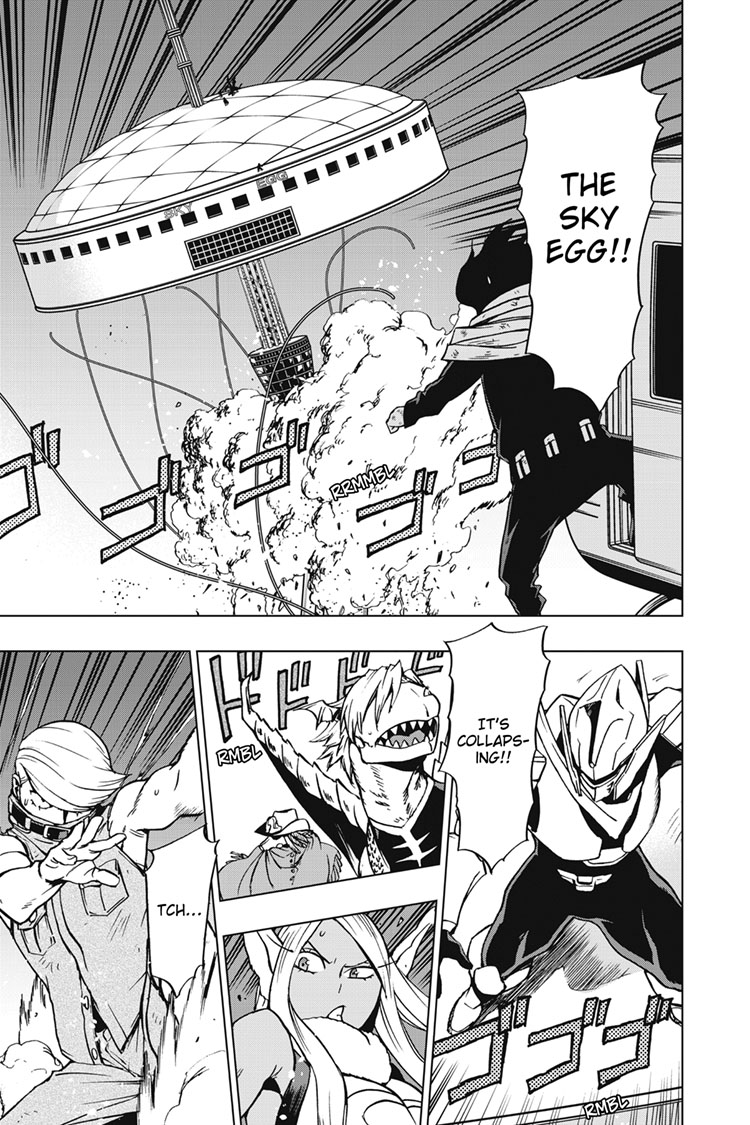 THE
SKY
EGG!!
SKY EGG
ゴゴゴゴ
RRMMBL
IT'S
COLLAPS-
ING!!
ゴゴゴ
RMBL
ドドドド
RMBL
TCH...